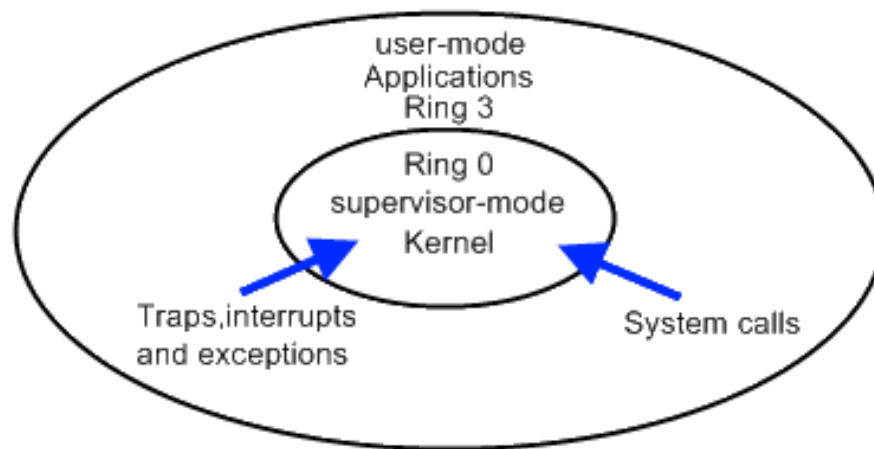 user-mode
Applications
Ring 3
Ring 0
supervisor-mode
Kernel
Traps,interrupts
and exceptions
System calls